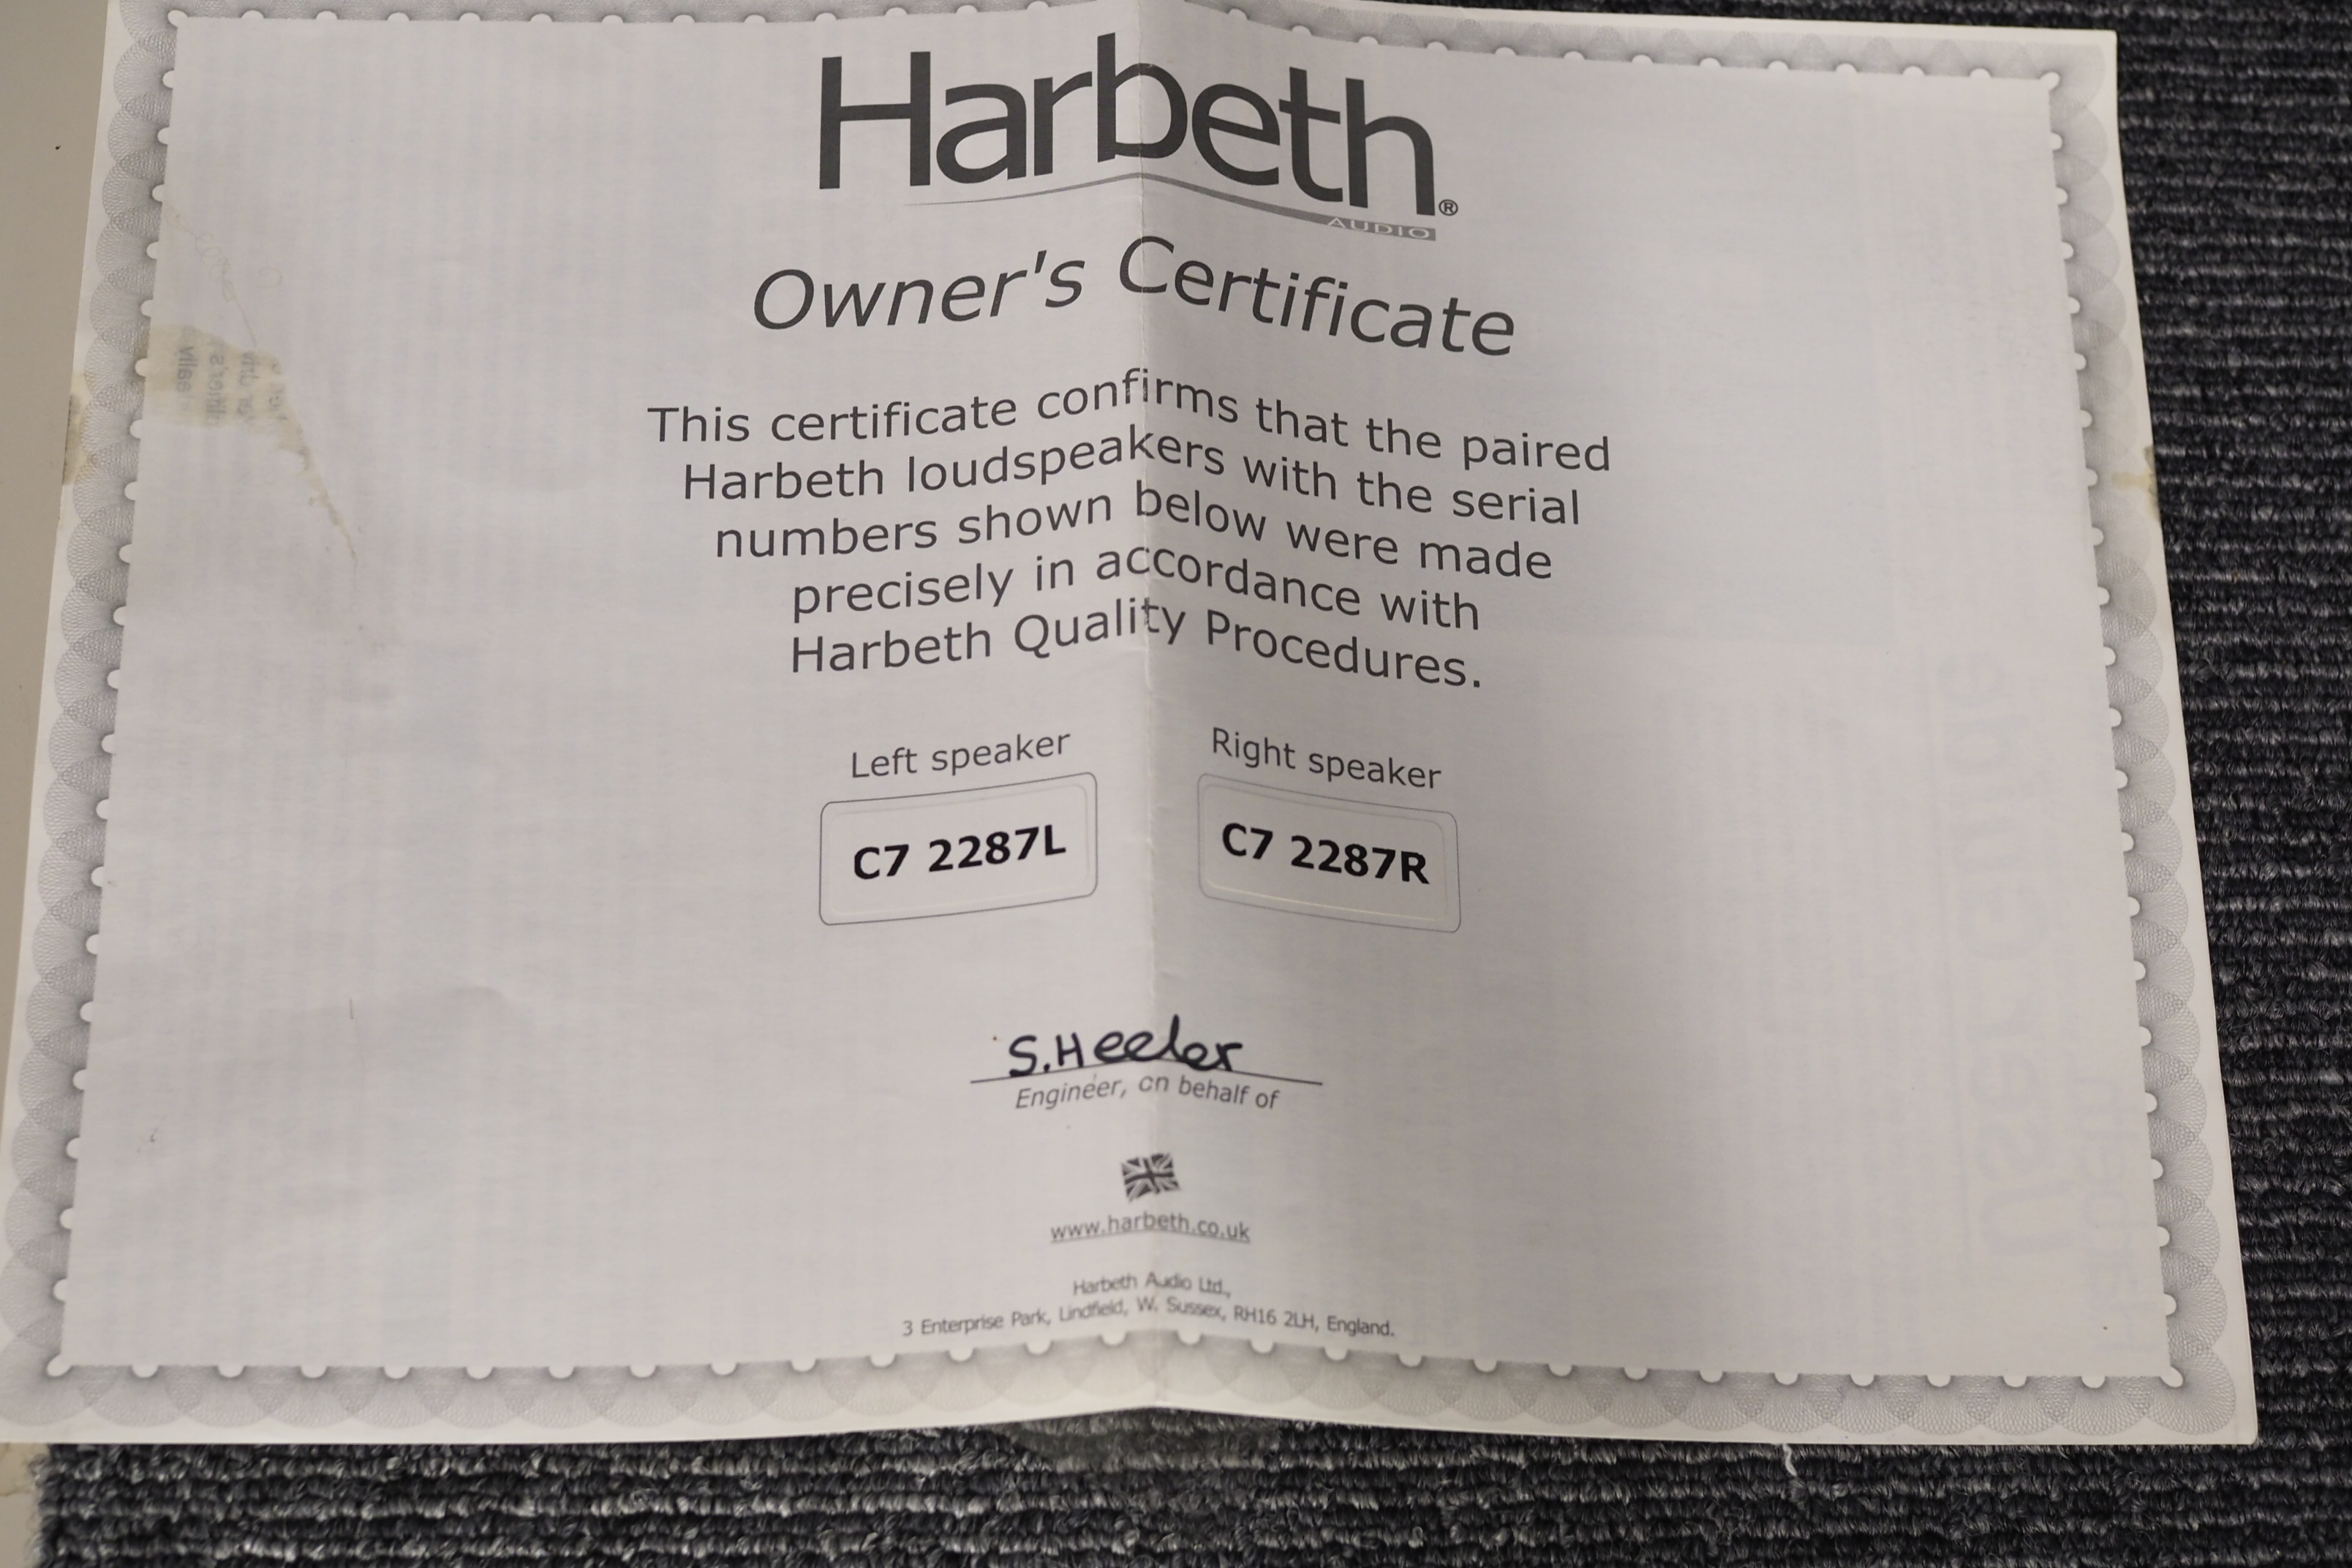 Harbeth®
AUDIO
Owner's Certificate
This certificate confirms that the paired
Harbeth loudspeakers with the serial
numbers shown below were made
precisely in accordance with
Harbeth Quality Procedures.
Left speaker
C7 2287L
Right speaker
C7 2287R
S.Heeler
Engineer, on behalf of
www.harbeth.co.uk
Harbeth Audio Ltd.,
3 Enterprise Park, Lindfield, W. Sussex, RH16 2LH, England.